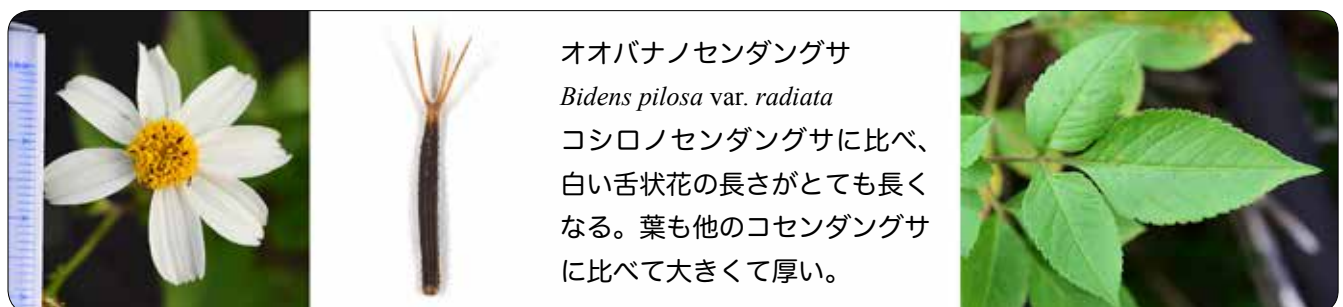 オオバナノセンダングサ
Bidens pilosa var. radiata
コシロノセンダングサに比べ、
白い舌状花の長さがとても長く
なる。葉も他のコセンダングサ
に比べて大きくて厚い。